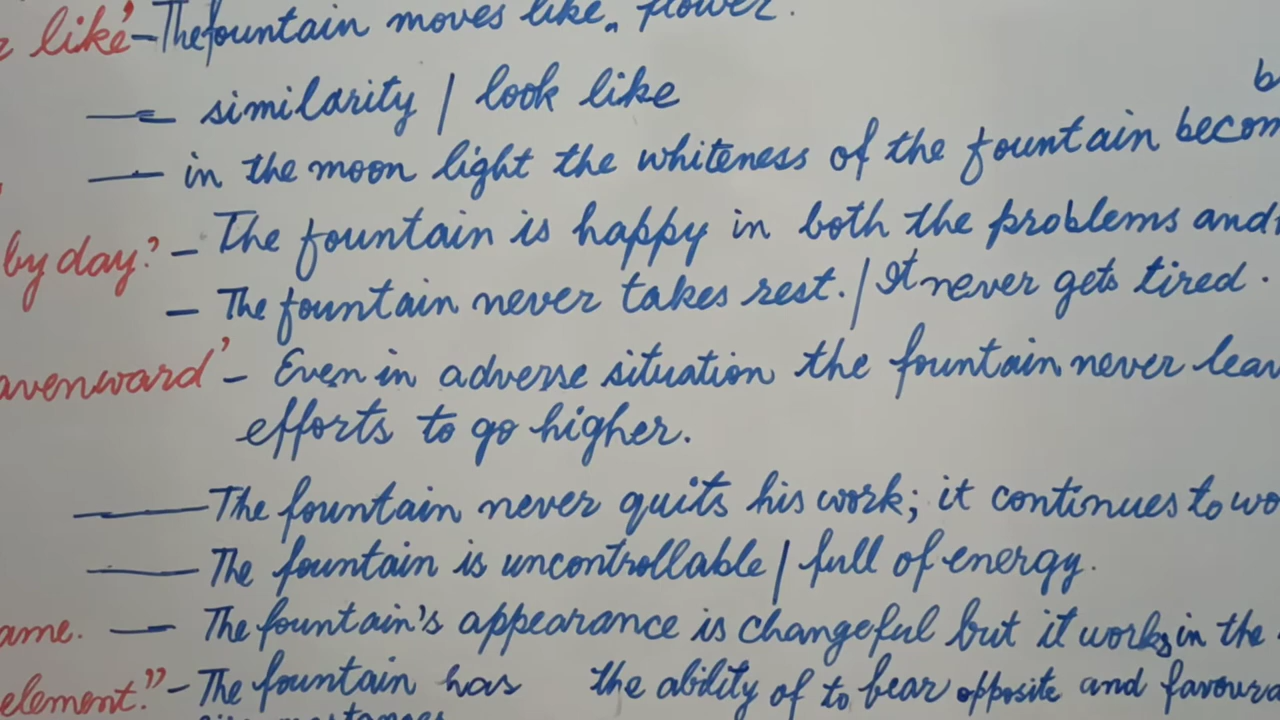 like' - The fountain moves like " flower.
— similarity / look like
— in the moon light the whiteness of the fountain becom
by day? - The fountain is happy in both the problems and
- The fountain never takes rest. / It never gets tired.
avenward' - Even in adverse situation the fountain never leav
efforts to go higher.
— The fountain never quits his work; it continues to wo
— The fountain is uncontrollable / full of energy.
ame. — The fountain's appearance is changeful but it works in the
element." - The fountain has the ability of to bear opposite and favoura